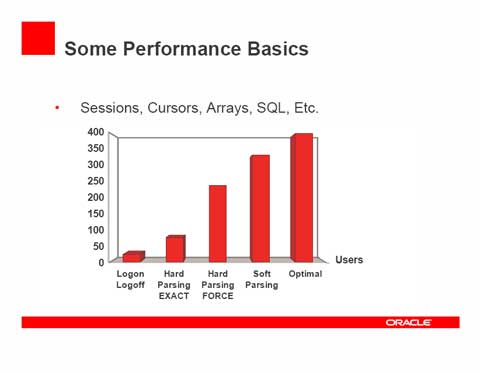 Some Performance Basics
• Sessions, Cursors, Arrays, SQL, Etc.
400
350
300
250
200
150
100
50
0
Users
Logon Logoff
Hard Parsing EXACT
Hard Parsing FORCE
Soft Parsing
Optimal
ORACLE